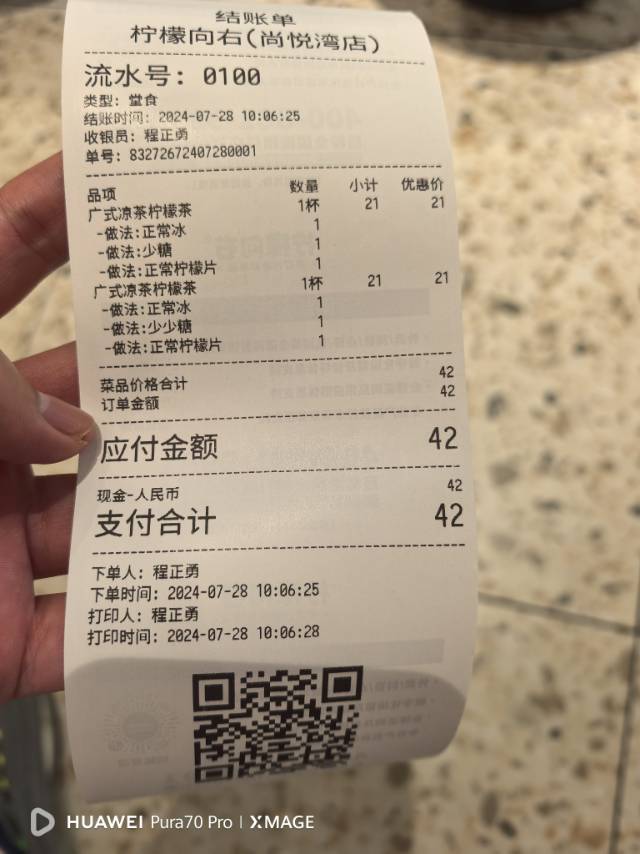 结账单
柠檬向右(尚悦湾店)
流水号: 0100
类型: 堂食
结账时间: 2024-07-28 10:06:25
收银员: 程正勇
单号: 83272672407280001
品项 数量 小计 优惠价
广式凉茶柠檬茶 1杯 21 21
-做法:正常冰 1
-做法:少糖 1
-做法:正常柠檬片 1
广式凉茶柠檬茶 1杯 21 21
-做法:正常冰 1
-做法:少少糖 1
-做法:正常柠檬片 1
菜品价格合计 42
订单金额 42
应付金额 42
现金-人民币 42
支付合计 42
下单人: 程正勇
下单时间: 2024-07-28 10:06:25
打印人: 程正勇
打印时间: 2024-07-28 10:06:28
HUAWEI Pura70 Pro | XMAGE